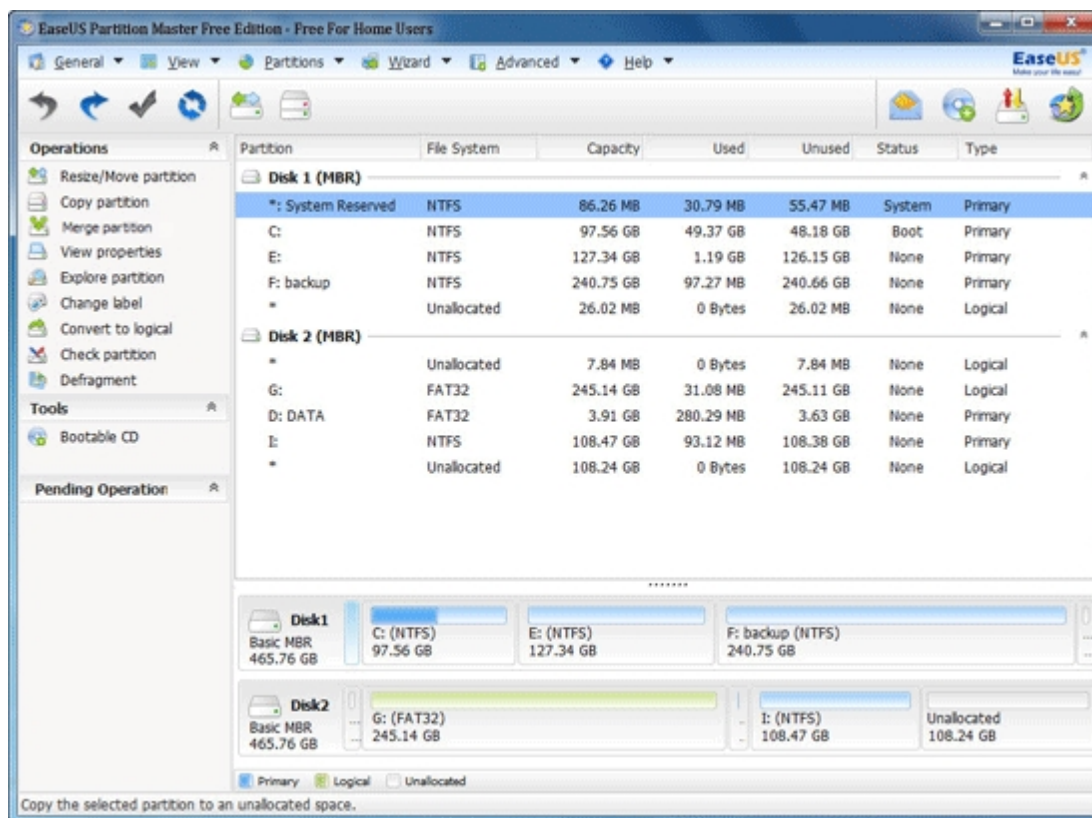 EaseUS Partition Master Free Edition - Free For Home Users
General View Partitions Wizard Advanced Help
EaseUS
Make your life easy!
Operations
Resize/Move partition
Copy partition
Merge partition
View properties
Explore partition
Change label
Convert to logical
Check partition
Defragment
Tools
Bootable CD
Pending Operation
Partition File System Capacity Used Unused Status Type
Disk 1 (MBR)
*: System Reserved NTFS 86.26 MB 30.79 MB 55.47 MB System Primary
C: NTFS 97.56 GB 49.37 GB 48.18 GB Boot Primary
E: NTFS 127.34 GB 1.19 GB 126.15 GB None Primary
F: backup NTFS 240.75 GB 97.27 MB 240.66 GB None Primary
* Unallocated 26.02 MB 0 Bytes 26.02 MB None Logical
Disk 2 (MBR)
* Unallocated 7.84 MB 0 Bytes 7.84 MB None Logical
G: FAT32 245.14 GB 31.08 MB 245.11 GB None Logical
D: DATA FAT32 3.91 GB 280.29 MB 3.63 GB None Primary
I: NTFS 108.47 GB 93.12 MB 108.38 GB None Primary
* Unallocated 108.24 GB 0 Bytes 108.24 GB None Logical
Disk1
Basic MBR
465.76 GB
C: (NTFS)
97.56 GB
E: (NTFS)
127.34 GB
F: backup (NTFS)
240.75 GB
...
...
Disk2
Basic MBR
465.76 GB
...
...
G: (FAT32)
245.14 GB
I: (NTFS)
108.47 GB
Unallocated
108.24 GB
Primary Logical Unallocated
Copy the selected partition to an unallocated space.